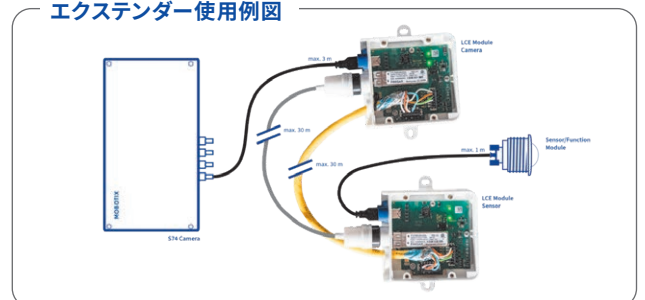 エクステンダー使用例図
LCE Module
Camera
max. 3 m
max. 30 m
max. 30 m
max. 1 m
Sensor/Function
Module
LCE Module
Sensor
MOBOTIX
S74 Camera